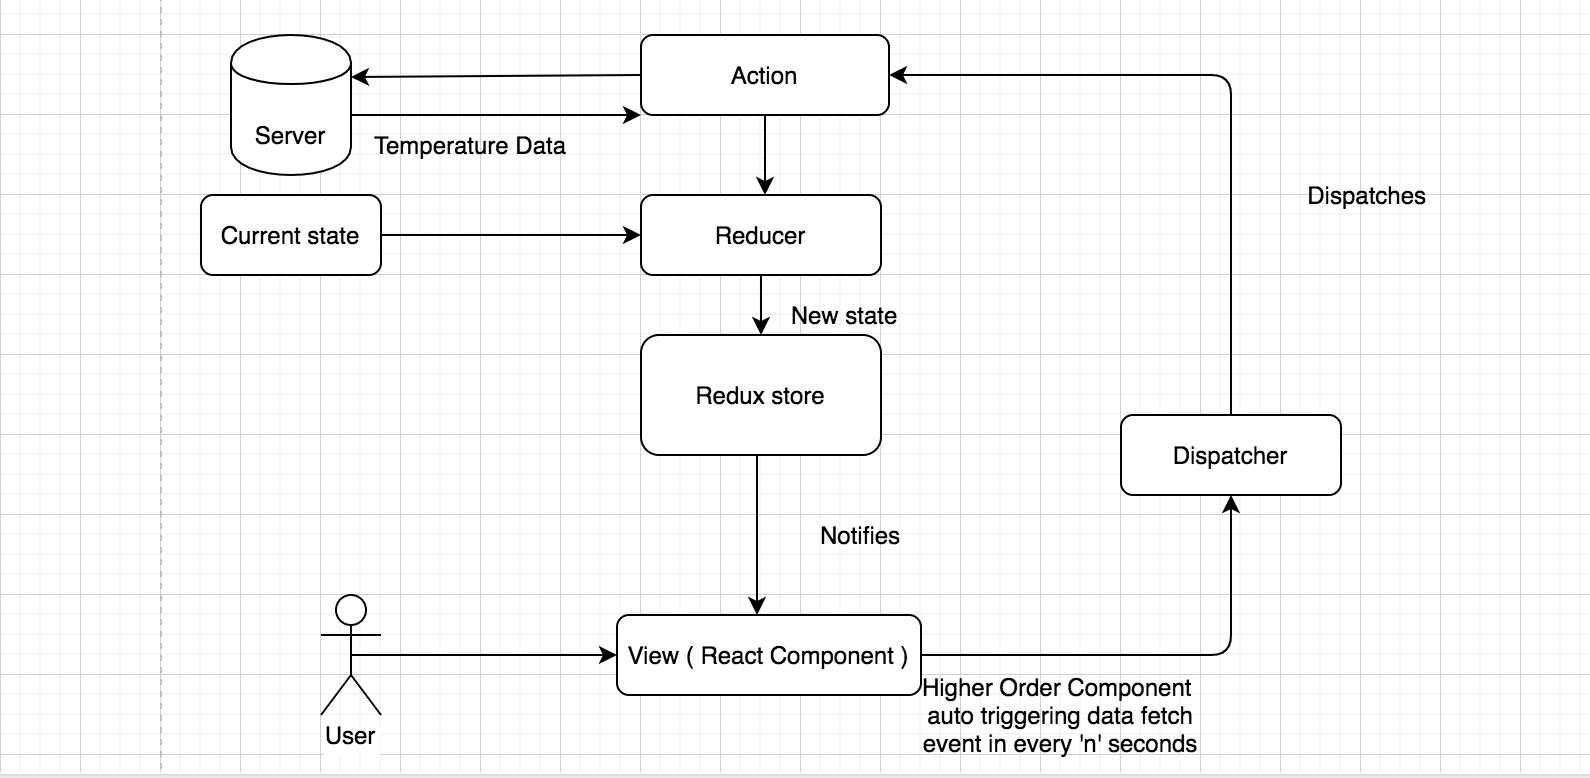 Action
Server
Temperature Data
Dispatches
Current state
Reducer
New state
Redux store
Dispatcher
Notifies
View ( React Component )
Higher Order Component
auto triggering data fetch
event in every 'n' seconds
User